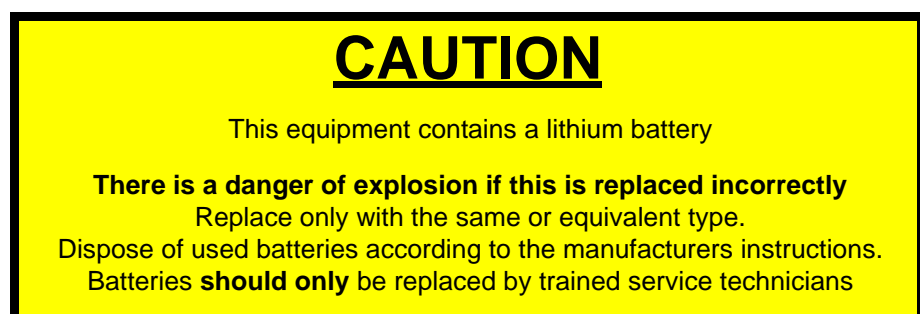 CAUTION
This equipment contains a lithium battery
There is a danger of explosion if this is replaced incorrectly
Replace only with the same or equivalent type.
Dispose of used batteries according to the manufacturers instructions.
Batteries should only be replaced by trained service technicians